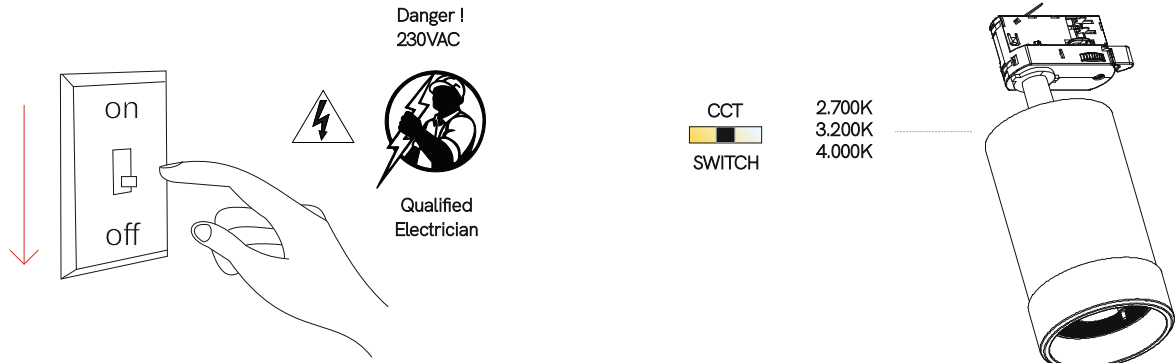 Danger !
230VAC
on
off
Qualified
Electrician
CCT
SWITCH
2.700K
3.200K
4.000K